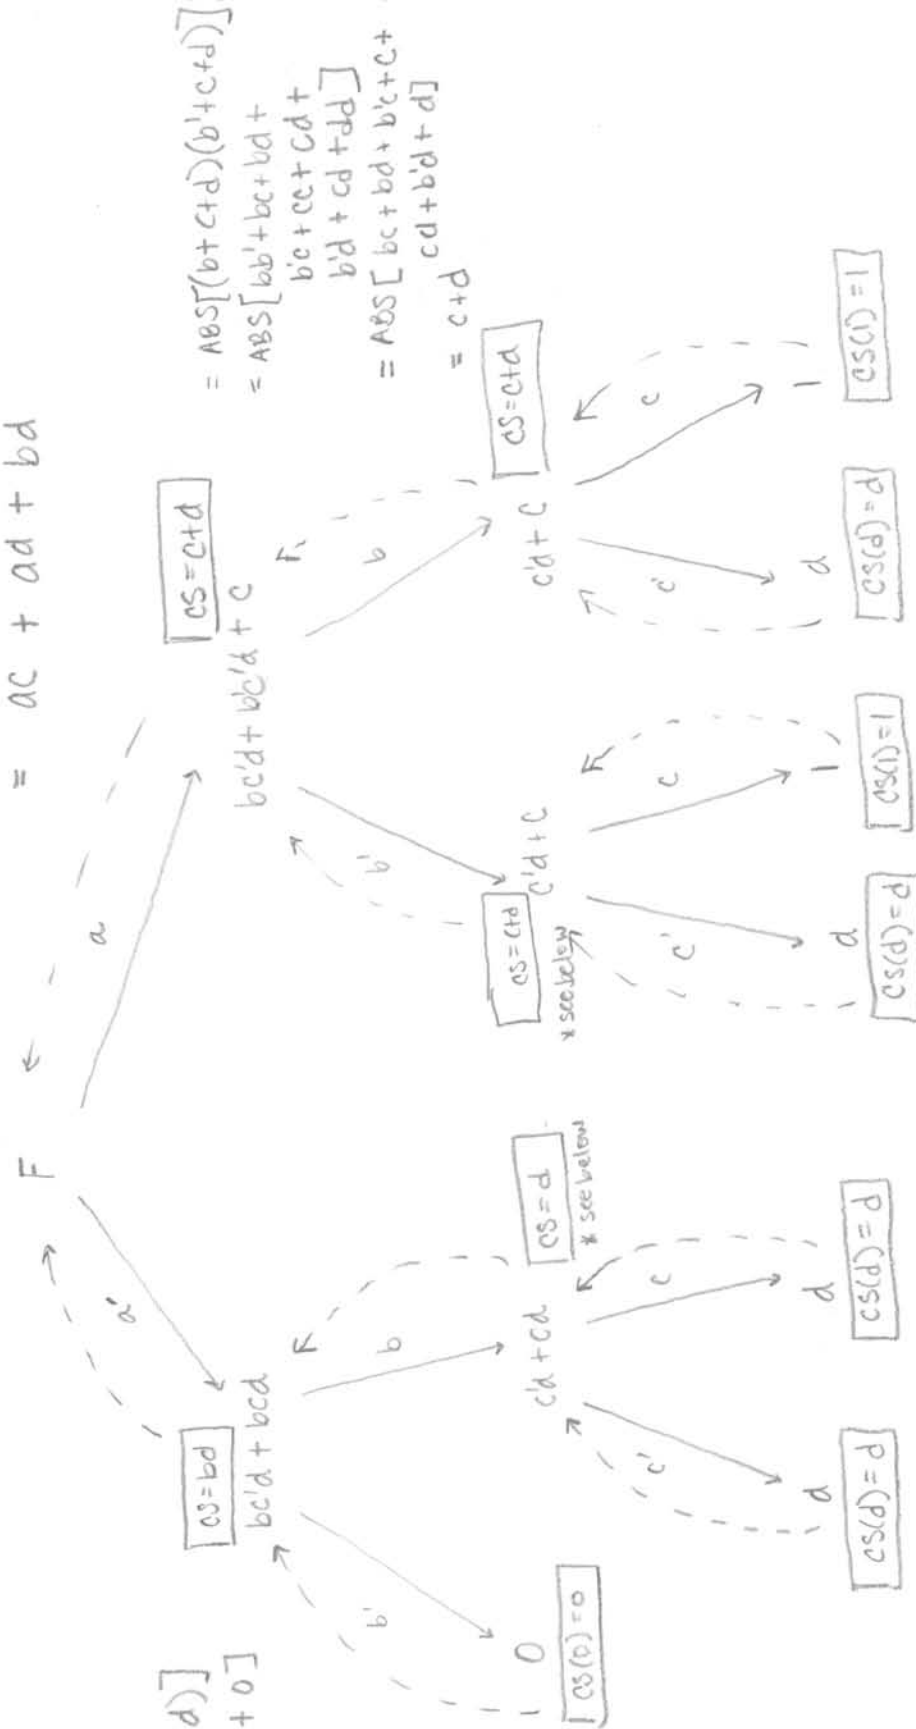 = ac + ad + bd
F
a'
a
d)]
+ 0]
cs=bd
bc'd + bcd
cs=c+d
bc'd + b'c'd + c
= ABS[(b+c+d)(b'+c+d)]
= ABS[bb'+bc+bd+
b'c + cc + cd +
b'd + cd + dd]
= ABS[bc+bd+b'c+c+
cd+b'd+d]
= c+d
b'
b
b'
b
0
cs(0)=0
c'd + cd
cs=d
* see below
cs=c+d
* see below
c'd + c
c'd + c
cs=c+d
c'
c
c'
c
c'
c
d
d
d
1
d
1
cs(d)=d
cs(d)=d
cs(d)=d
cs(1)=1
cs(d)=d
cs(1)=1